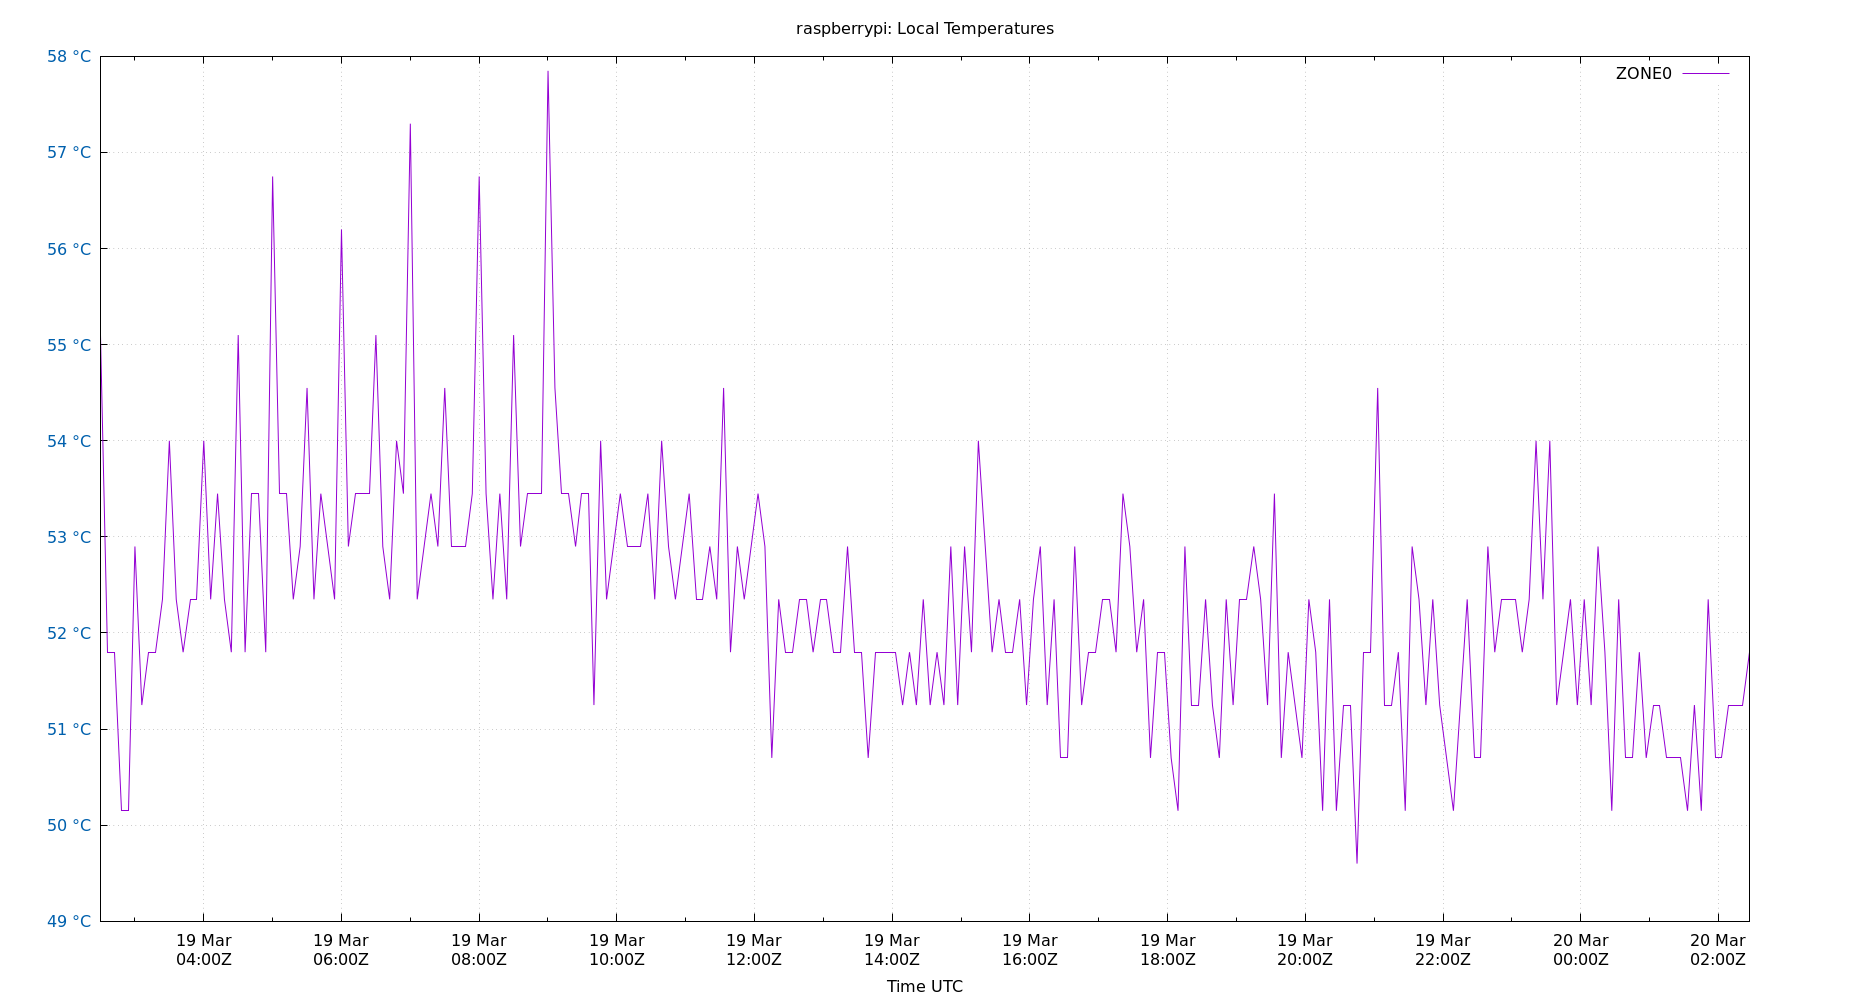 raspberrypi: Local Temperatures
58 °C
ZONE0
57 °C
56 °C
55 °C
54 °C
53 °C
52 °C
51 °C
50 °C
49 °C
19 Mar 19 Mar 19 Mar 19 Mar 19 Mar 19 Mar 19 Mar 19 Mar 19 Mar 19 Mar 20 Mar 20 Mar
04:00Z 06:00Z 08:00Z 10:00Z 12:00Z 14:00Z 16:00Z 18:00Z 20:00Z 22:00Z 00:00Z 02:00Z
Time UTC